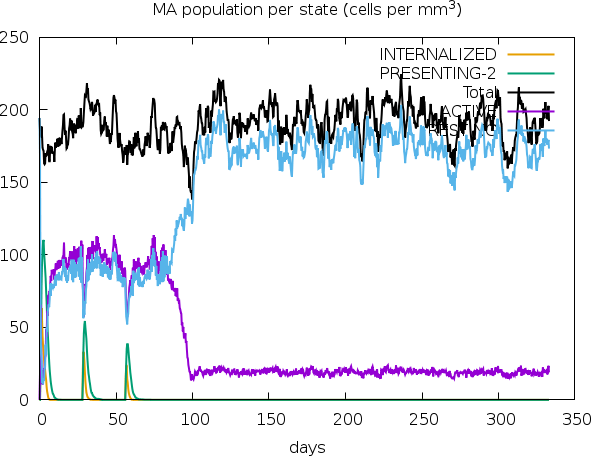 MA population per state (cells per mm³)
250
200
150
100
50
0
INTERNALIZED
PRESENTING-2
Total
ACTIVE
0 50 100 150 200 250 300 350
days